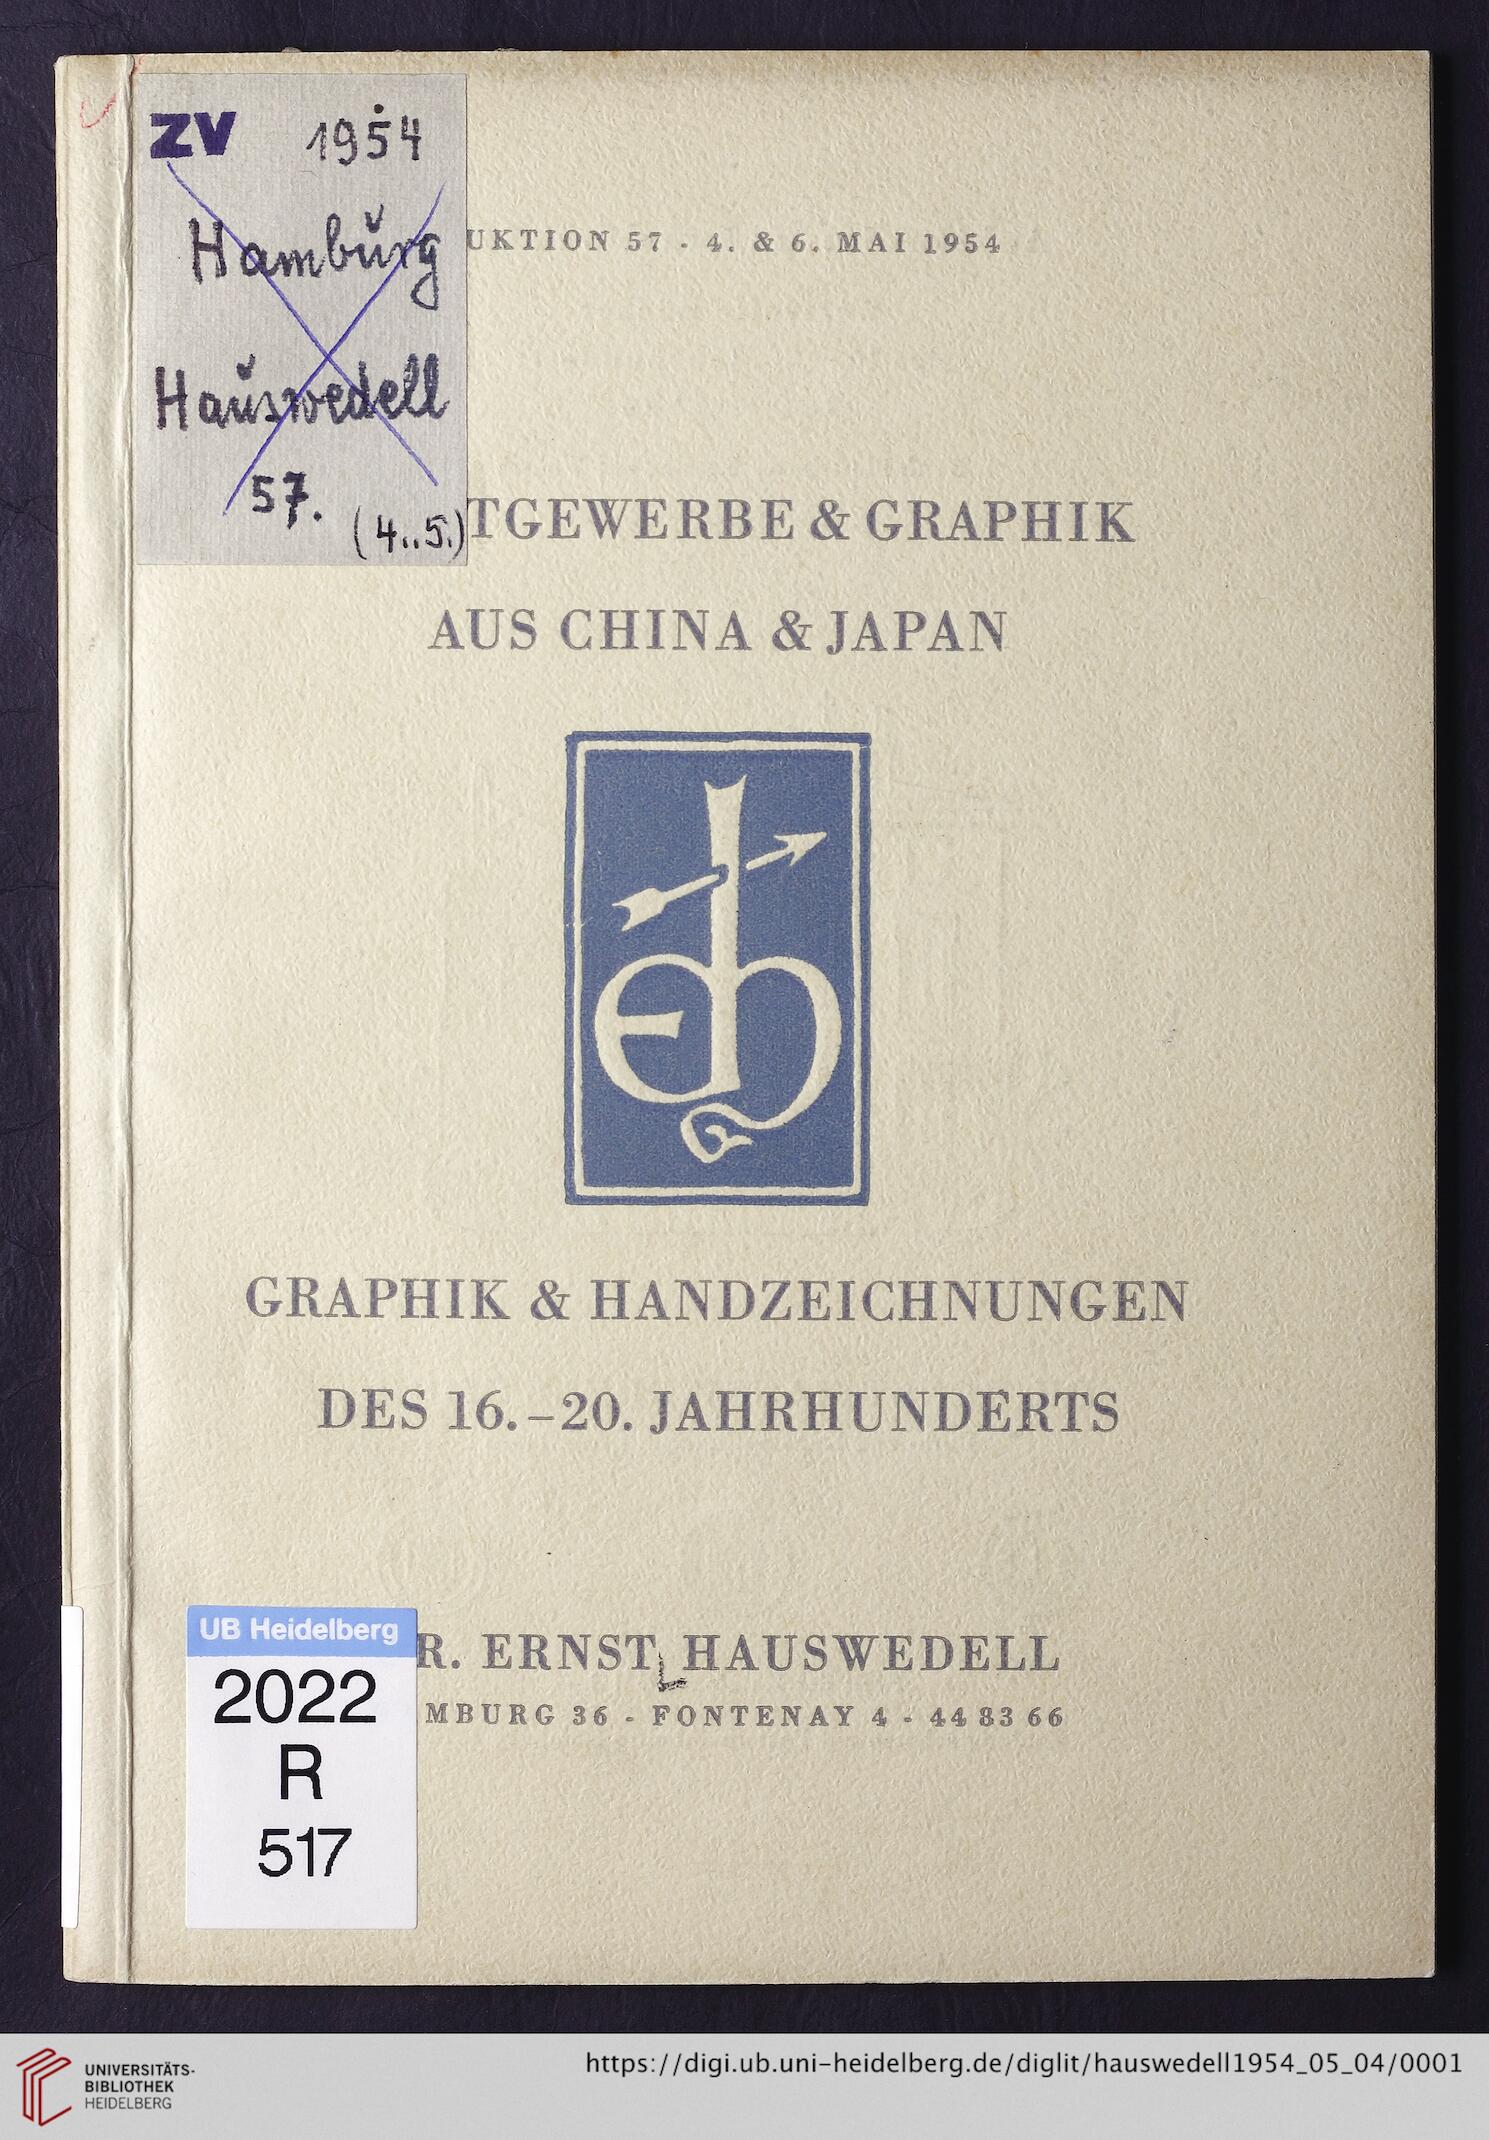 ZV 1954
Hamburg
Hauswedell
57. (4..5.)
UKTION 57 - 4. & 6. MAI 1954
TGEWERBE & GRAPHIK
AUS CHINA & JAPAN
GRAPHIK & HANDZEICHNUNGEN
DES 16.–20. JAHRHUNDERTS
R. ERNST L HAUSWEDELL
MBURG 36 - FONTENAY 4 - 44 83 66
UB Heidelberg
2022
R
517
UNIVERSITÄTS-
BIBLIOTHEK
HEIDELBERG
https://digi.ub.uni-heidelberg.de/diglit/hauswedell1954_05_04/0001